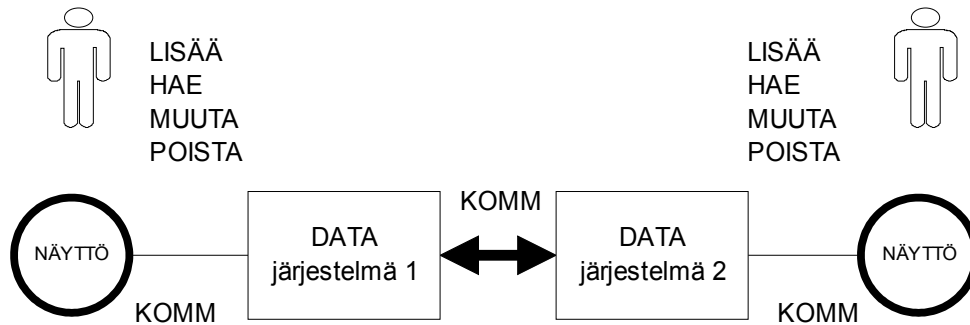 LISÄÄ
HAE
MUUTA
POISTA
LISÄÄ
HAE
MUUTA
POISTA
NÄYTTÖ
KOMM
DATA
järjestelmä 1
KOMM
DATA
järjestelmä 2
KOMM
NÄYTTÖ